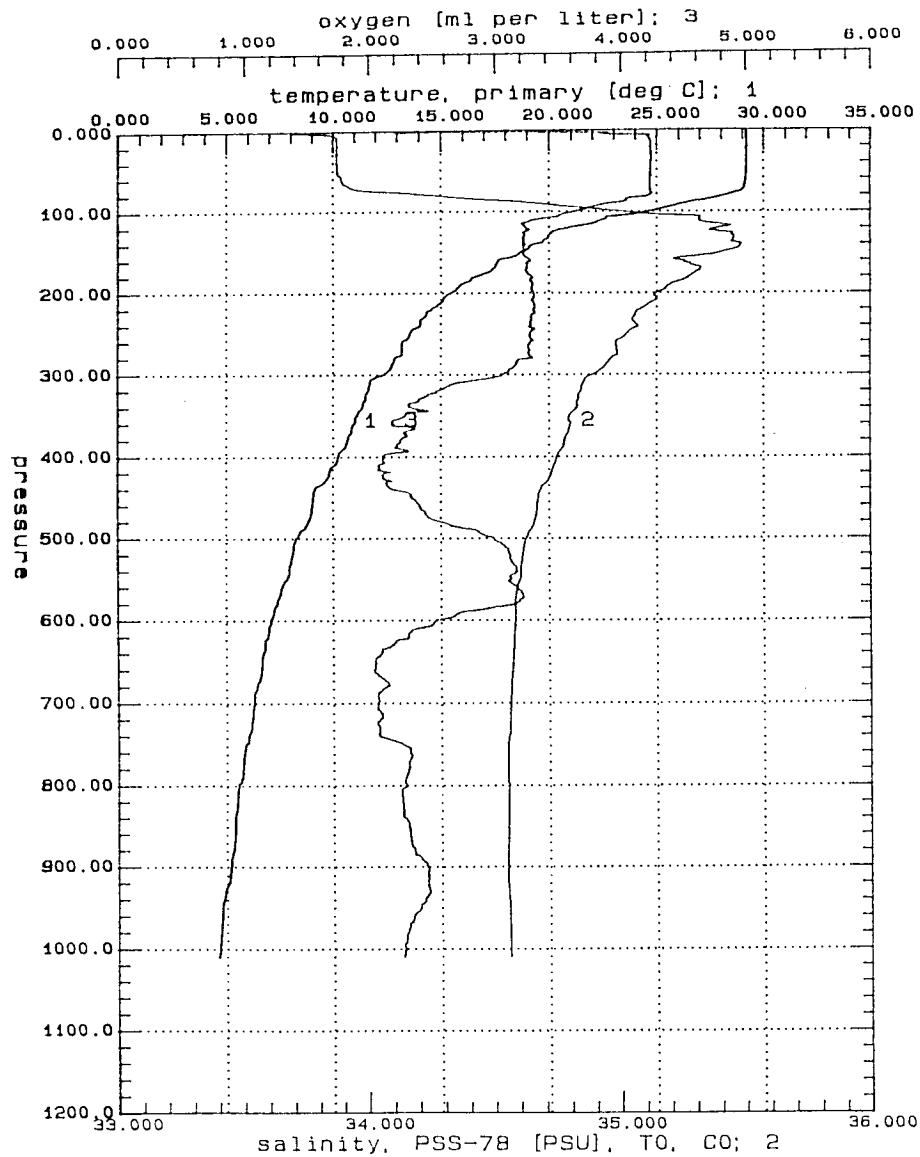 oxygen [ml per liter]; 3
0.000 1.000 2.000 3.000 4.000 5.000 6.000
temperature, primary [deg C]; 1
0.000 5.000 10.000 15.000 20.000 25.000 30.000 35.000
0.000
100.00
200.00
300.00
1 3 2
400.00
pressure
500.00
600.00
700.00
800.00
900.00
1000.0
1100.0
1200.0
33.000 34.000 35.000 36.000
salinity, PSS-78 [PSU], T0, C0; 2